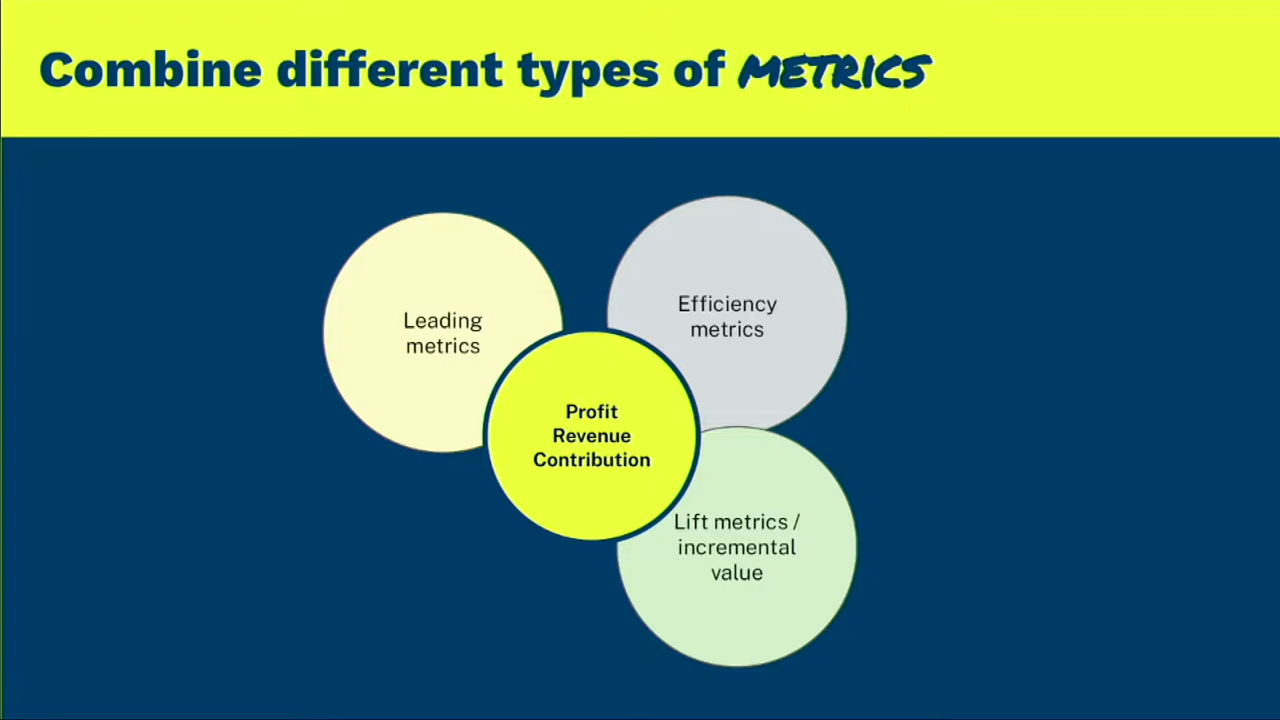 Combine different types of METRICS
Leading
metrics
Efficiency
metrics
Profit
Revenue
Contribution
Lift metrics /
incremental
value